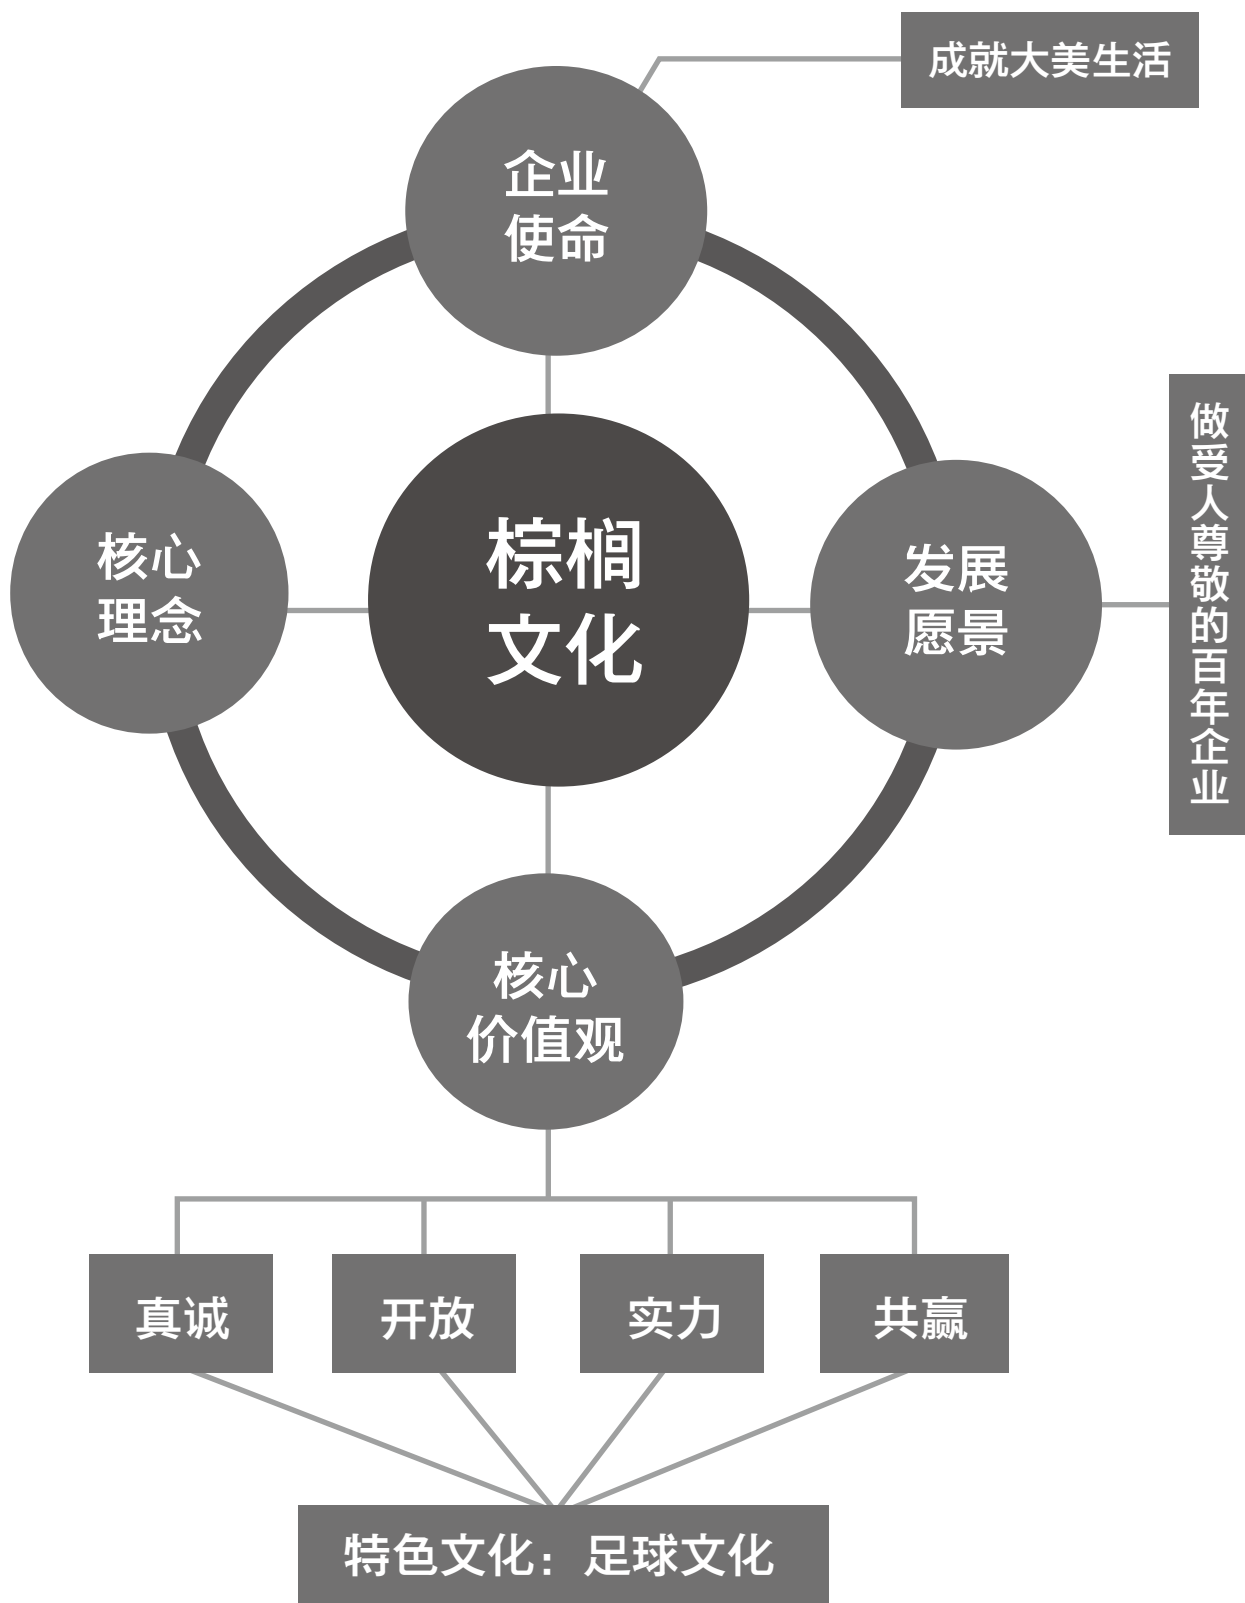 成就大美生活
企业
使命
做受人尊敬的百年企业
核心
理念
棕榈
文化
发展
愿景
核心
价值观
真诚
开放
实力
共赢
特色文化：足球文化